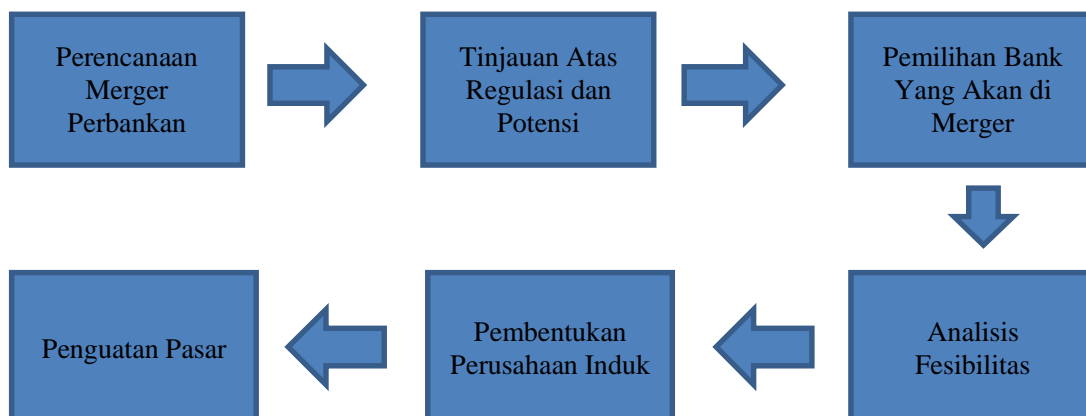 Perencanaan
Merger
Perbankan
Tinjauan Atas
Regulasi dan
Potensi
Pemilihan Bank
Yang Akan di
Merger
Analisis
Fesibilitas
Pembentukan
Perusahaan Induk
Penguatan Pasar